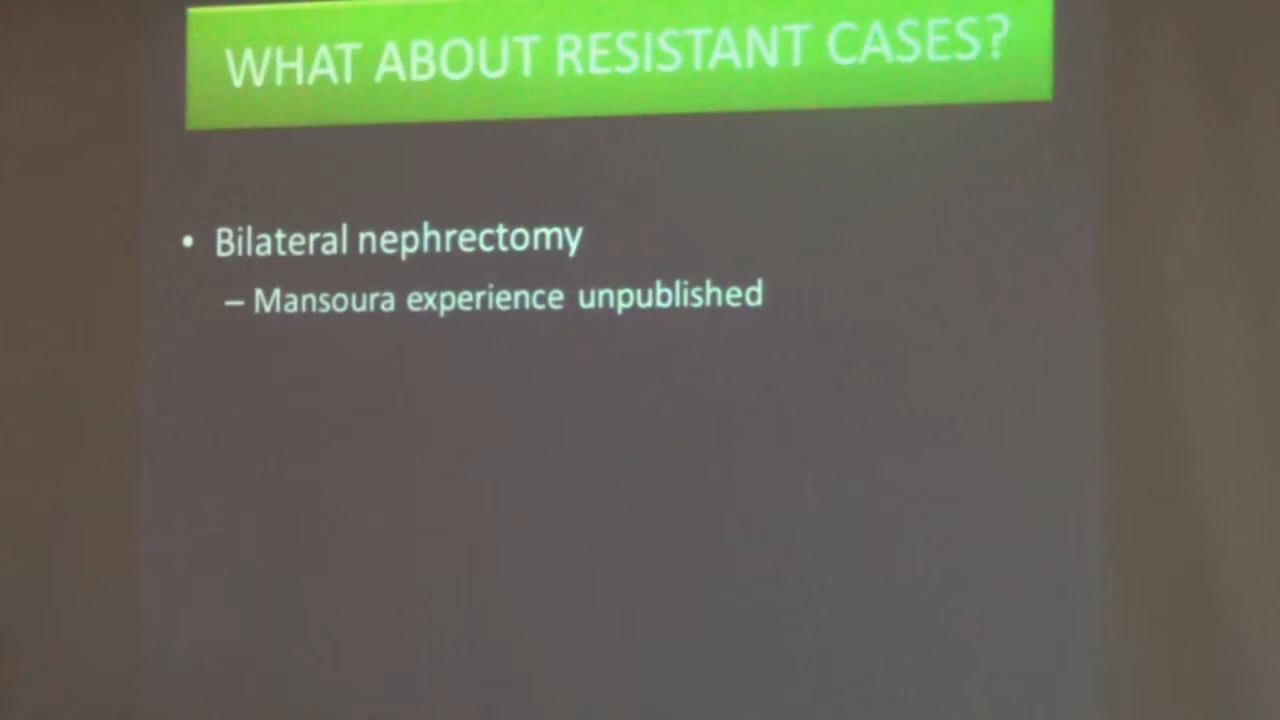 WHAT ABOUT RESISTANT CASES?
• Bilateral nephrectomy
– Mansoura experience unpublished